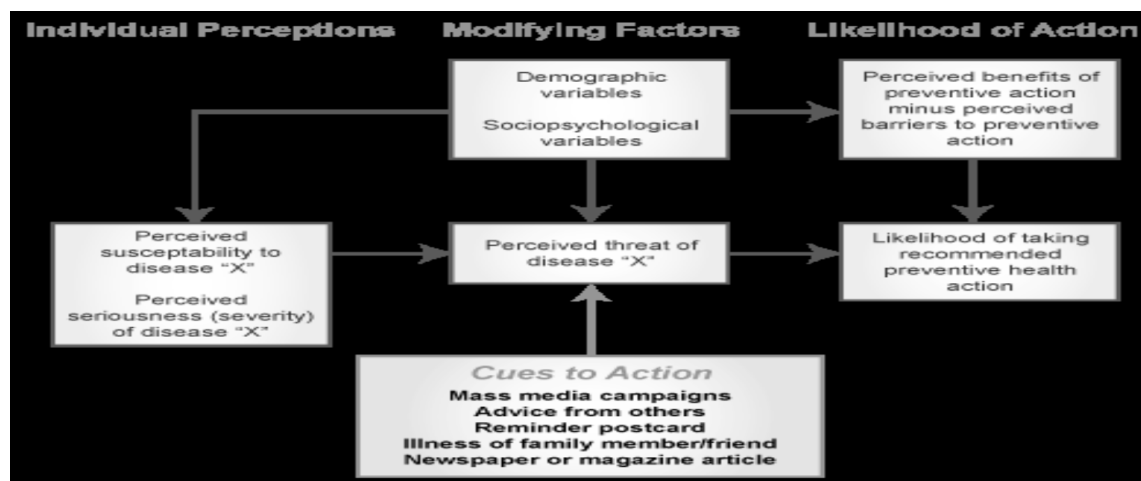 Individual Perceptions
Modifying Factors
Likelihood of Action
Demographic
variables
Sociopsychological
variables
Perceived benefits of
preventive action
minus perceived
barriers to preventive
action
Perceived
susceptability to
disease “X”
Perceived
seriousness (severity)
of disease “X”
Perceived threat of
disease “X”
Likelihood of taking
recommended
preventive health
action
Cues to Action
Mass media campaigns
Advice from others
Reminder postcard
Illness of family member/friend
Newspaper or magazine article